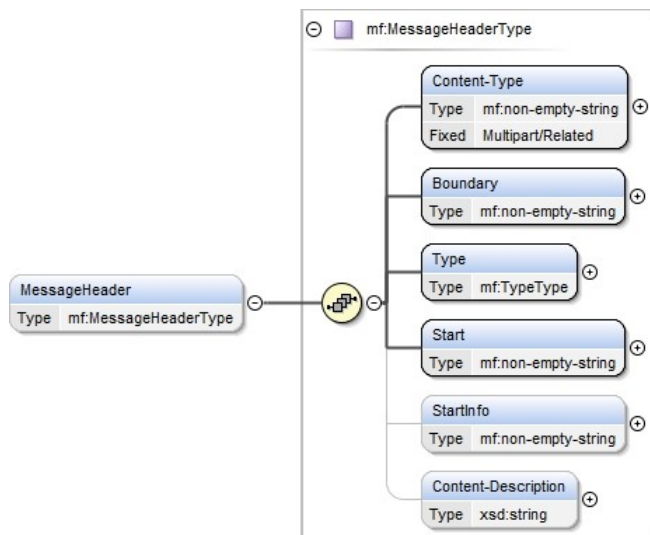 mf:MessageHeaderType
Content-Type
Type mf:non-empty-string
Fixed Multipart/Related
Boundary
Type mf:non-empty-string
Type
Type mf:TypeType
MessageHeader
Type mf:MessageHeaderType
Start
Type mf:non-empty-string
StartInfo
Type mf:non-empty-string
Content-Description
Type xsd:string